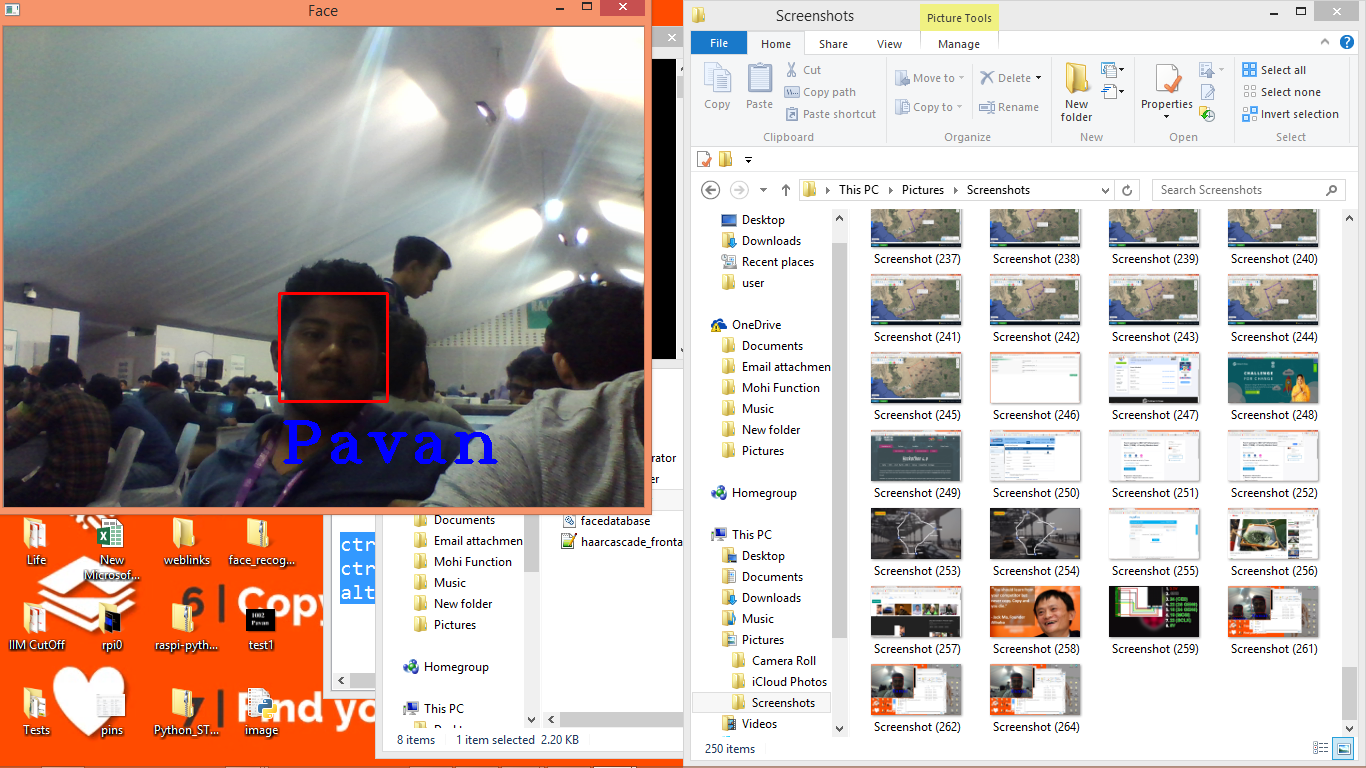 Face
Pavan
Screenshots
Picture Tools
File
Home
Share
View
Manage
Copy
Paste
Cut
Copy path
Paste shortcut
Clipboard
Move to
Copy to
Delete
Rename
Organize
New
folder
New
Properties
Open
Select all
Select none
Invert selection
Select
This PC
Pictures
Screenshots
Search Screenshots
Desktop
Downloads
Recent places
user
OneDrive
Documents
Email attachmen
Mohi Function
Music
New folder
Pictures
Homegroup
This PC
Desktop
Documents
Downloads
Music
Pictures
Camera Roll
iCloud Photos
Screenshots
Videos
Screenshot (237)
Screenshot (238)
Screenshot (239)
Screenshot (240)
Screenshot (241)
Screenshot (242)
Screenshot (243)
Screenshot (244)
Screenshot (245)
Screenshot (246)
Screenshot (247)
Screenshot (248)
Screenshot (249)
Screenshot (250)
Screenshot (251)
Screenshot (252)
Screenshot (253)
Screenshot (254)
Screenshot (255)
Screenshot (256)
Screenshot (257)
Screenshot (258)
Screenshot (259)
Screenshot (261)
Screenshot (262)
Screenshot (264)
250 items
rator
er
facedatabase
haarcascade_fronta
Documents
Email attachmen
Mohi Function
Music
New folder
Pictures
Homegroup
This PC
8 items
1 item selected 2.20 KB
ctr
ctr
alt
Life
New
Microsof...
weblinks
face_recog...
6 | Copy
IIM CutOff
rpi0
raspi-pyth...
1002
Pavan
test1
7 | Find yo
Tests
pins
Python_ST...
image